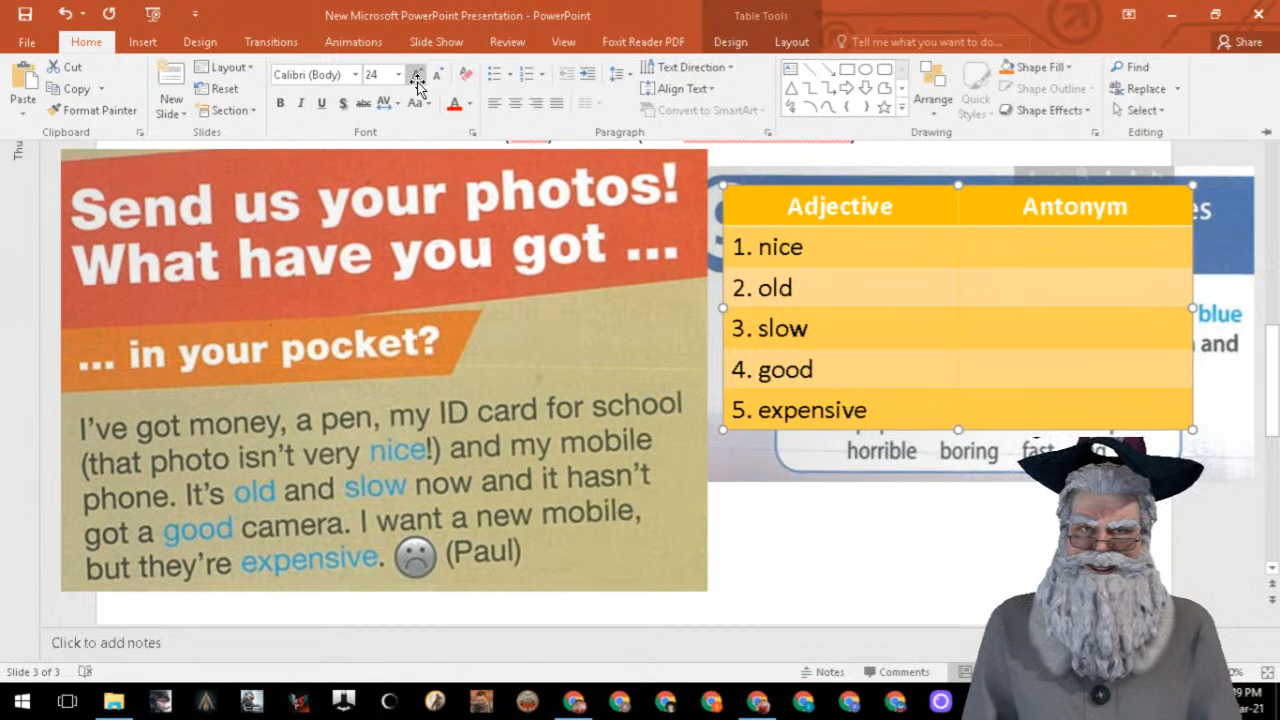 New Microsoft PowerPoint Presentation - PowerPoint
Table Tools
File Home Insert Design Transitions Animations Slide Show Review View Foxit Reader PDF Design Layout Tell me what you want to do... Share
Cut
Copy
Format Painter
Paste
Clipboard
New Slide
Layout
Reset
Section
Slides
Calibri (Body) 24
B I U S abc AV Aa A
Font
Text Direction
Align Text
Convert to SmartArt
Paragraph
Arrange
Quick Styles
Shape Fill
Shape Outline
Shape Effects
Drawing
Find
Replace
Select
Editing
Send us your photos!
What have you got ...
... in your pocket?
I've got money, a pen, my ID card for school
(that photo isn't very nice!) and my mobile
phone. It's old and slow now and it hasn't
got a good camera. I want a new mobile,
but they're expensive. (Paul)
Adjective Antonym
1. nice
2. old
3. slow
4. good
5. expensive
blue
and
horrible boring fast
Click to add notes
Slide 3 of 3
Notes Comments